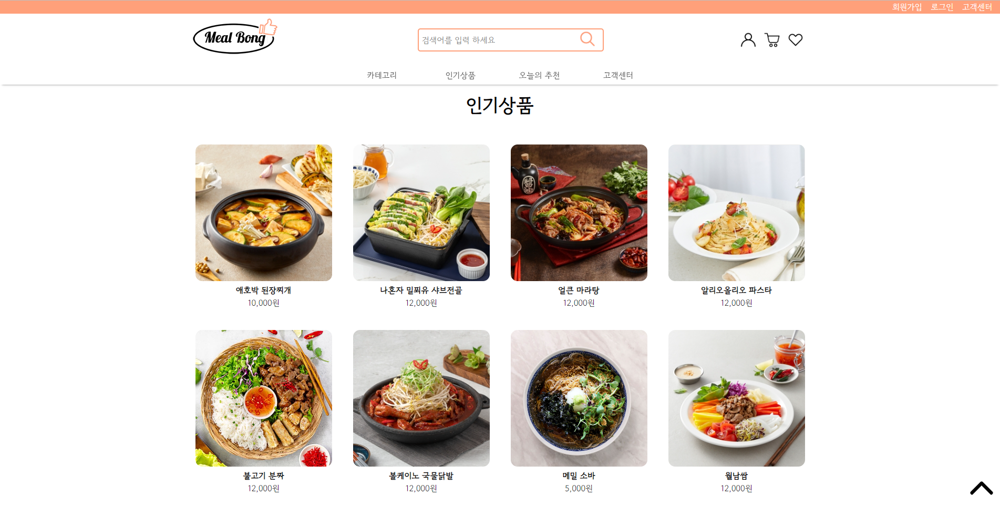 회원가입 로그인 고객센터
Meal Bong
검색어를 입력 하세요
카테고리 인기상품 오늘의 추천 고객센터
인기상품
애호박 된장찌개 나혼자 밀푀유 샤브전골 얼큰 마라탕 알리오올리오 파스타
10,000원 12,000원 12,000원 12,000원
불고기 분짜 볼케이노 국물닭발 메밀 소바 월남쌈
12,000원 12,000원 5,000원 12,000원